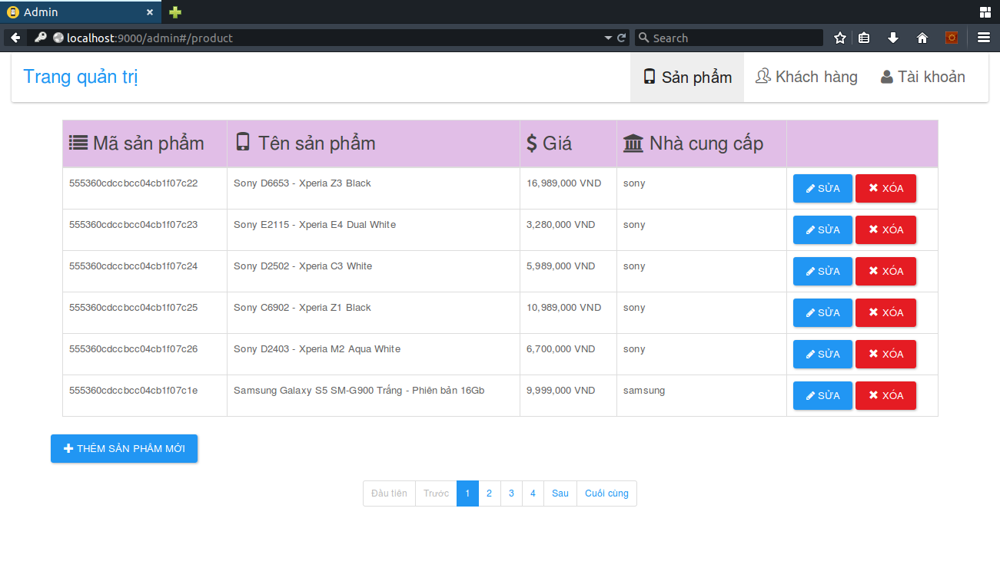 Admin
localhost:9000/admin#/product Search
Trang quản trị Sản phẩm Khách hàng Tài khoản
Mã sản phẩm Tên sản phẩm Giá Nhà cung cấp
555360cdccbcc04cb1f07c22 Sony D6653 - Xperia Z3 Black 16,989,000 VND sony SỬA XÓA
555360cdccbcc04cb1f07c23 Sony E2115 - Xperia E4 Dual White 3,280,000 VND sony SỬA XÓA
555360cdccbcc04cb1f07c24 Sony D2502 - Xperia C3 White 5,989,000 VND sony SỬA XÓA
555360cdccbcc04cb1f07c25 Sony C6902 - Xperia Z1 Black 10,989,000 VND sony SỬA XÓA
555360cdccbcc04cb1f07c26 Sony D2403 - Xperia M2 Aqua White 6,700,000 VND sony SỬA XÓA
555360cdccbcc04cb1f07c1e Samsung Galaxy S5 SM-G900 Trắng - Phiên bản 16Gb 9,999,000 VND samsung SỬA XÓA
THÊM SẢN PHẨM MỚI
Đầu tiên Trước 1 2 3 4 Sau Cuối cùng